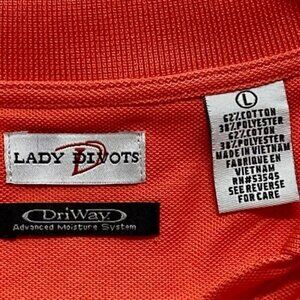 LADY DIVOTS
DriWay
Advanced Moisture System
L
62%COTTON
38%POLYESTER
62%COTON
38%POLYESTER
MADE IN VIETNAM
FABRIQUE EN
VIETNAM
RN#53545
SEE REVERSE
FOR CARE